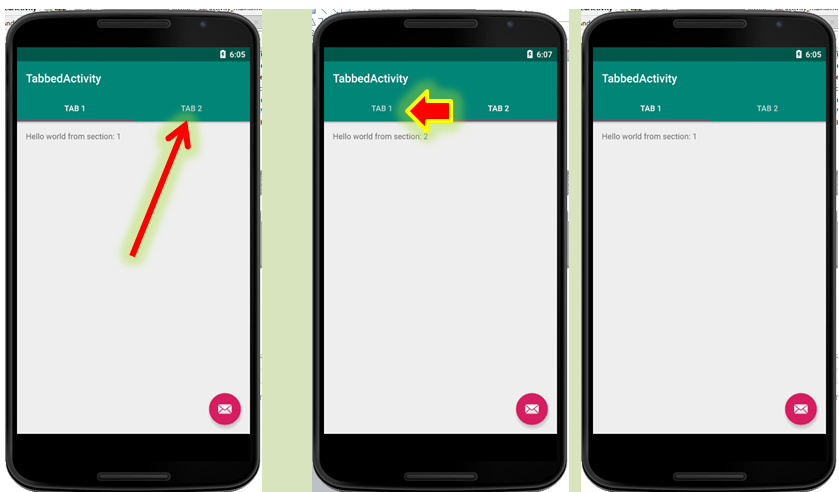 6:05
TabbedActivity
TAB 1 TAB 2
Hello world from section: 1
6:07
TabbedActivity
TAB 1 TAB 2
Hello world from section: 2
6:05
TabbedActivity
TAB 1 TAB 2
Hello world from section: 1